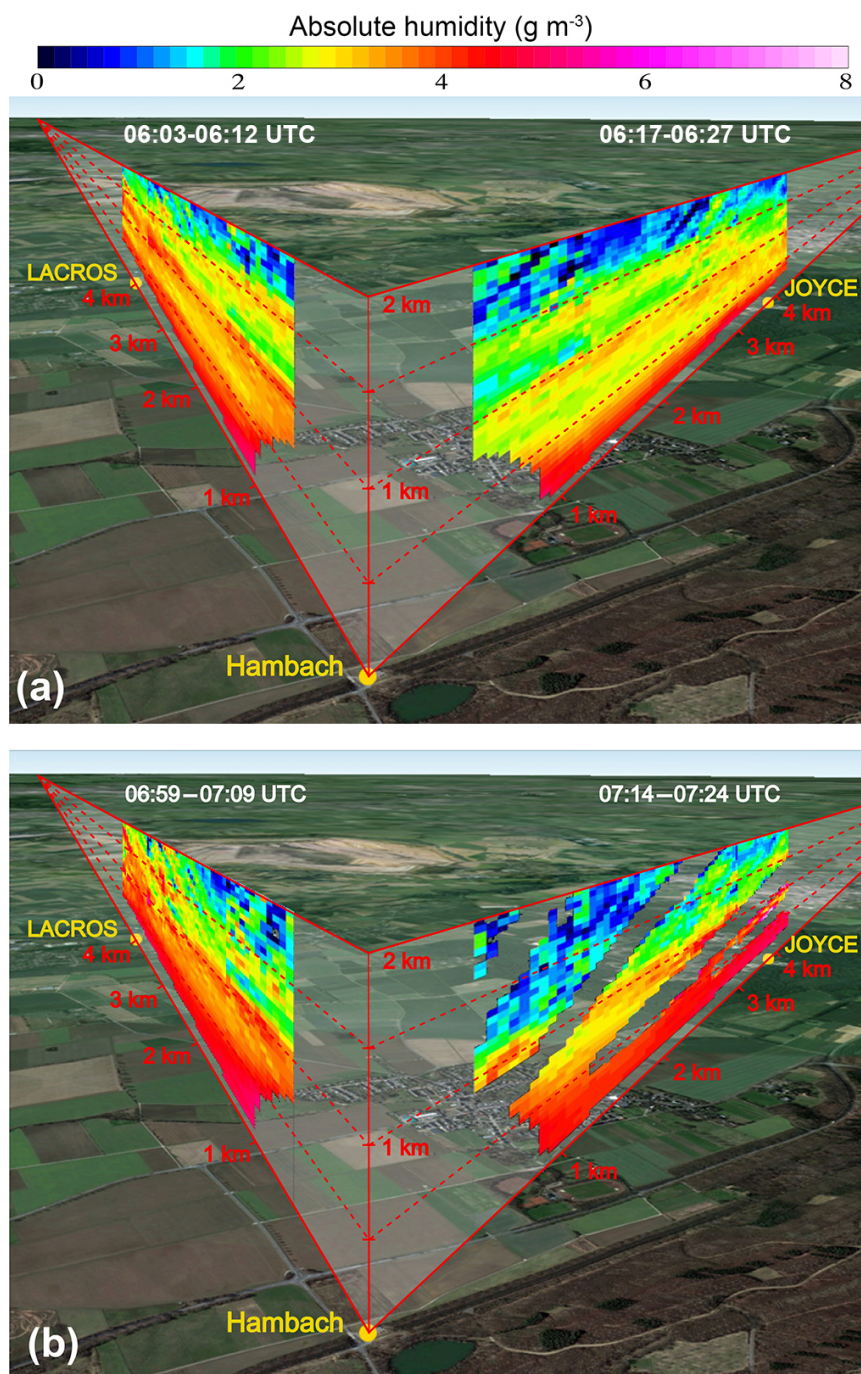 Absolute humidity (g m-3)
0 2 4 6 8
06:03-06:12 UTC
06:17-06:27 UTC
LACROS
JOYCE
4 km
2 km
4 km
3 km
3 km
2 km
2 km
1 km
1 km
1 km
Hambach
(a)
06:59–07:09 UTC
07:14–07:24 UTC
LACROS
JOYCE
4 km
2 km
4 km
3 km
3 km
2 km
2 km
1 km
1 km
1 km
Hambach
(b)